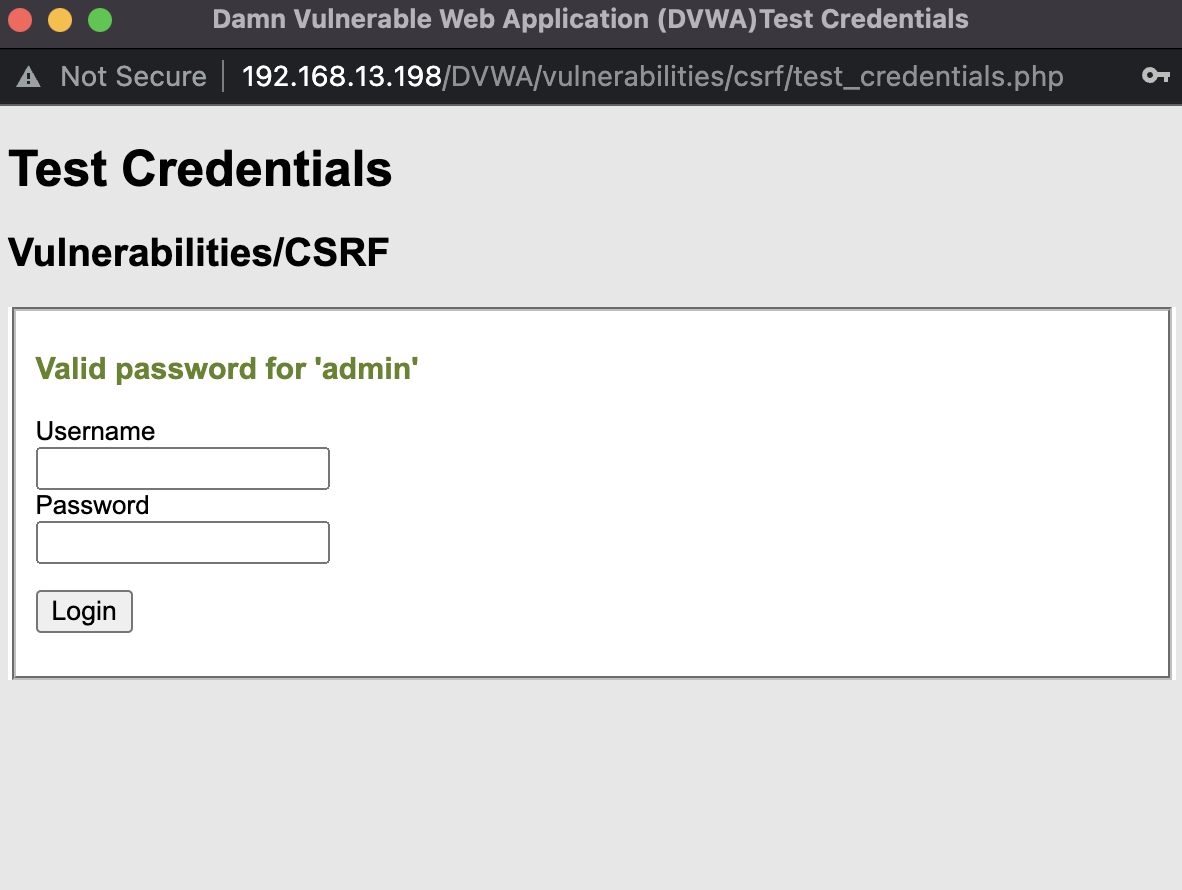 Damn Vulnerable Web Application (DVWA)Test Credentials
Not Secure 192.168.13.198/DVWA/vulnerabilities/csrf/test_credentials.php
Test Credentials
Vulnerabilities/CSRF
Valid password for 'admin'
Username
Password
Login